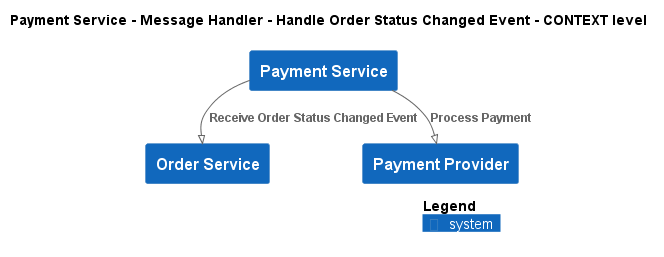 Payment Service - Message Handler - Handle Order Status Changed Event - CONTEXT level
Payment Service
Receive Order Status Changed Event
Process Payment
Order Service
Payment Provider
Legend
system